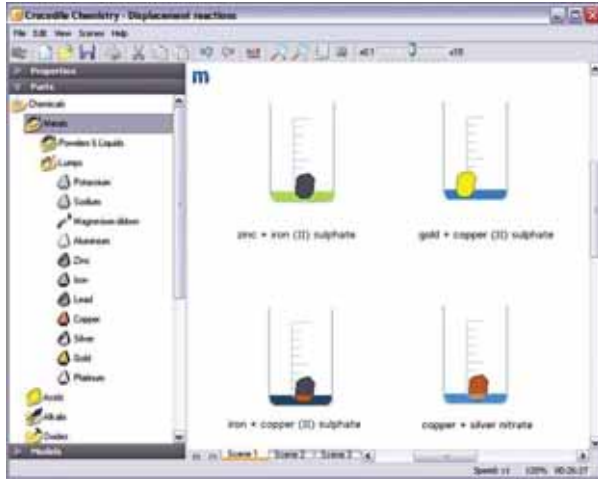 Crocodile Chemistry - Displacement reactions
File Edit View Scenes Help
x10
Properties
Parts
m
Chemicals
Metals
Powders & Liquids
Lumps
Potassium
Sodium
Magnesium ribbon
Aluminium
Zinc
Iron
Lead
Copper
Silver
Gold
Platinum
Acids
Alkalis
Oxides
Models
zinc + iron (II) sulphate
gold + copper (II) sulphate
iron + copper (II) sulphate
copper + silver nitrate
Scene 1
Scene 2
Scene 3
120%